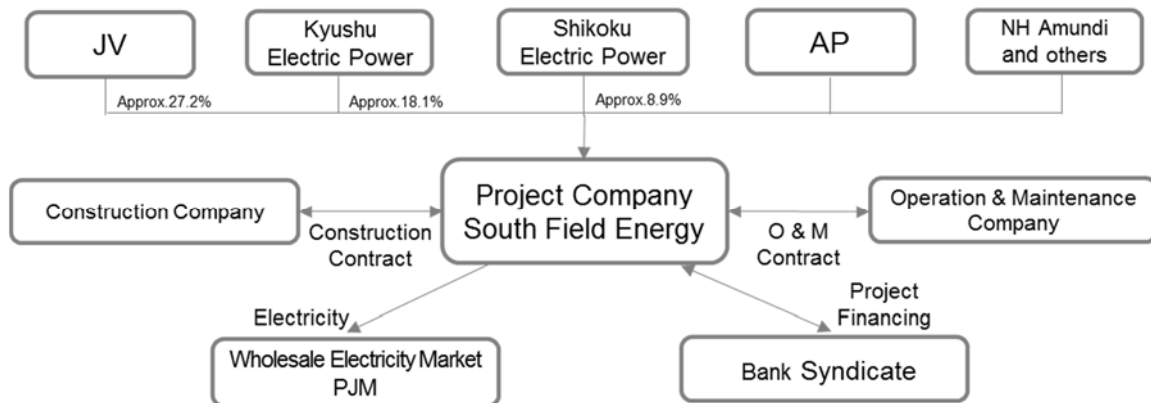 JV
Kyushu
Electric Power
Shikoku
Electric Power
AP
NH Amundi
and others
Approx.27.2%
Approx.18.1%
Approx.8.9%
Construction Company
Construction
Contract
Project Company
South Field Energy
O & M
Contract
Operation & Maintenance
Company
Electricity
Project
Financing
Wholesale Electricity Market
PJM
Bank Syndicate